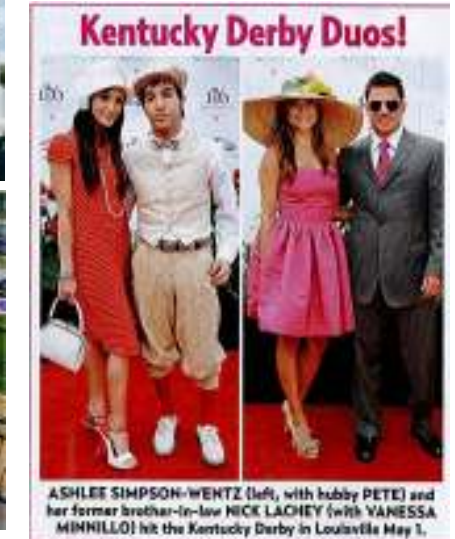 Kentucky Derby Duos!
ASHLEE SIMPSON-WENTZ (left, with hubby PETE) and
her former brother-in-law NICK LACHEY (with VANESSA
MINNILLO) hit the Kentucky Derby in Louisville May 1.